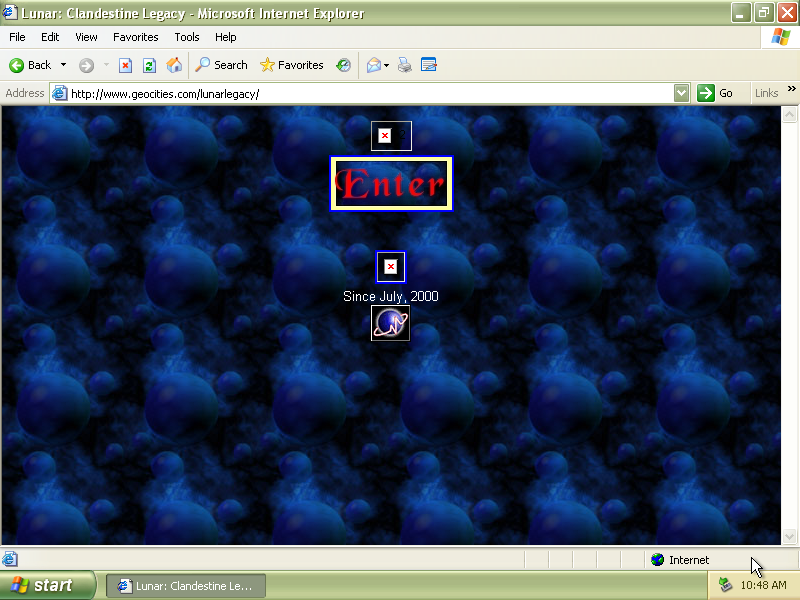 Lunar: Clandestine Legacy - Microsoft Internet Explorer
File Edit View Favorites Tools Help
Back Search Favorites
Address http://www.geocities.com/lunarlegacy/ Go Links »
Enter
Since July, 2000
N
Internet
start Lunar: Clandestine Le... 10:48 AM